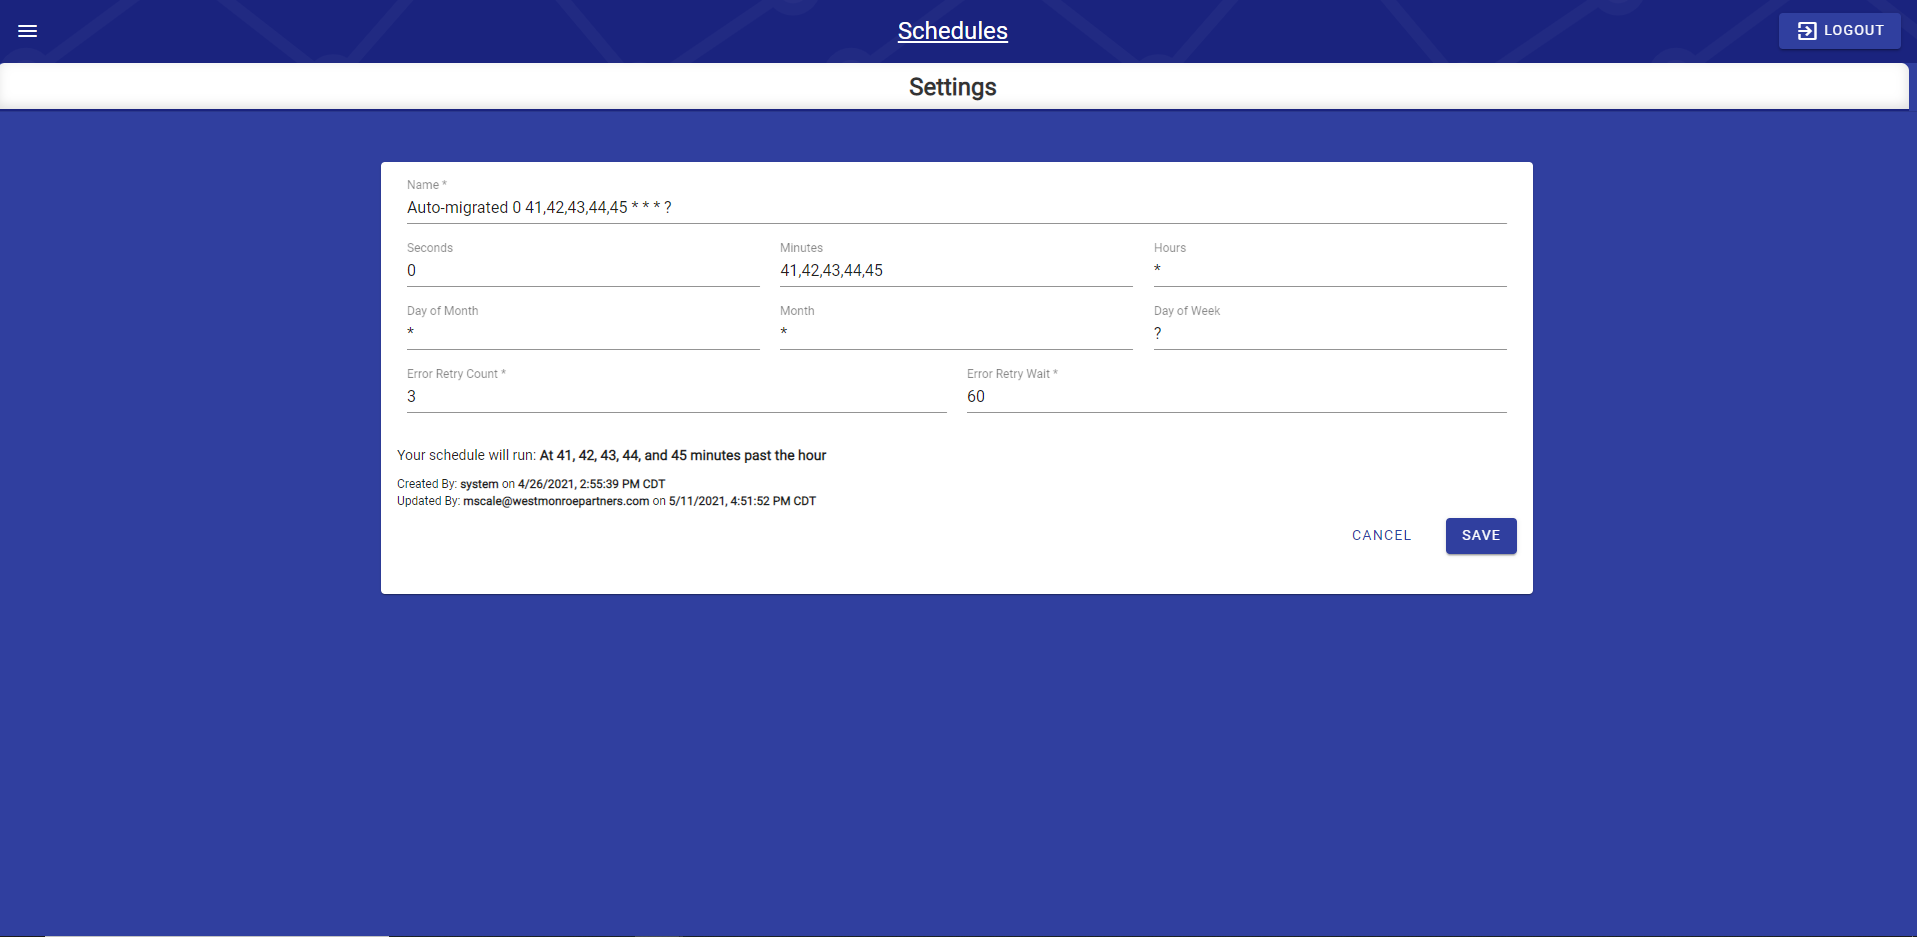 Schedules
LOGOUT
Settings
Name *
Auto-migrated 0 41,42,43,44,45 * * * ?
Seconds
Minutes
Hours
0
41,42,43,44,45
*
Day of Month
Month
Day of Week
*
*
?
Error Retry Count *
Error Retry Wait *
3
60
Your schedule will run: At 41, 42, 43, 44, and 45 minutes past the hour
Created By: system on 4/26/2021, 2:55:39 PM CDT
Updated By: mscale@westmonroepartners.com on 5/11/2021, 4:51:52 PM CDT
CANCEL
SAVE